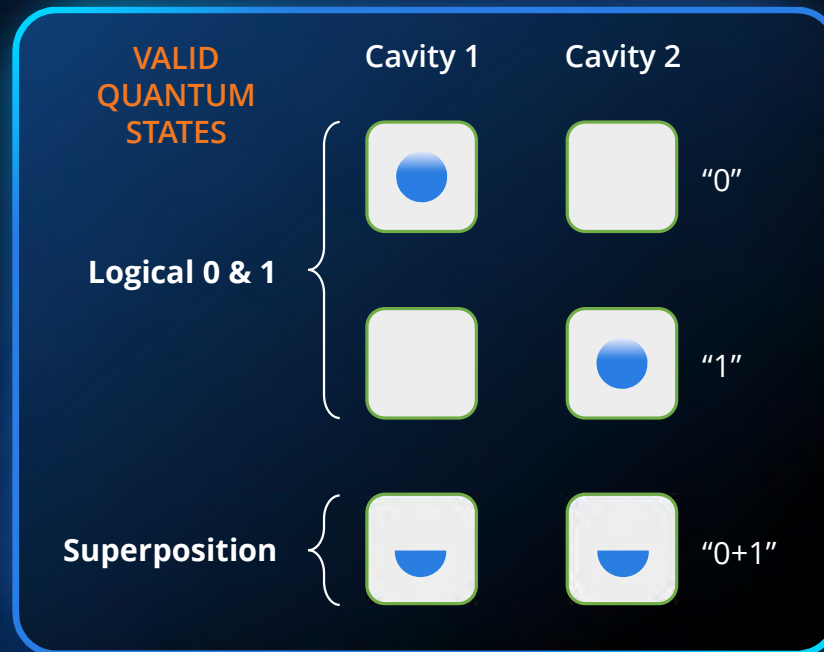 VALID
QUANTUM
STATES
Cavity 1
Cavity 2
“0”
Logical 0 & 1
“1”
Superposition
“0+1”